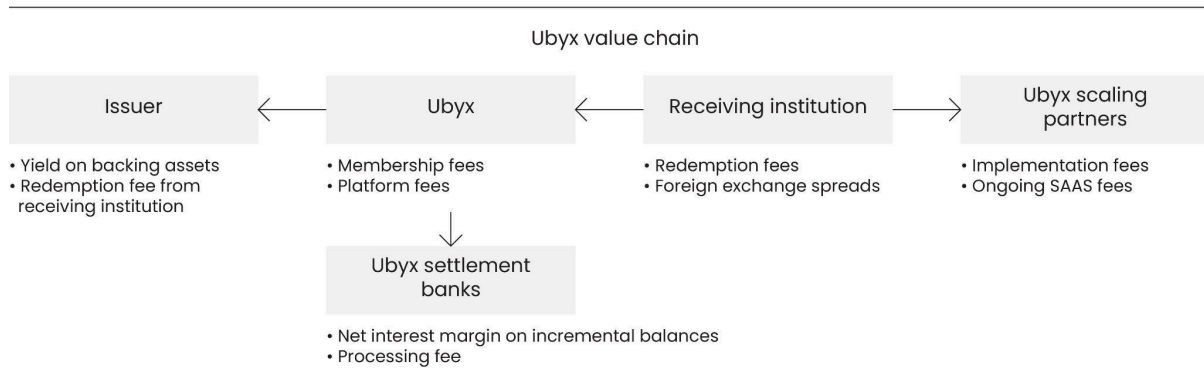 Ubyx value chain
Issuer
• Yield on backing assets
• Redemption fee from
receiving institution
Ubyx
• Membership fees
• Platform fees
Receiving institution
• Redemption fees
• Foreign exchange spreads
Ubyx scaling
partners
• Implementation fees
• Ongoing SAAS fees
Ubyx settlement
banks
• Net interest margin on incremental balances
• Processing fee